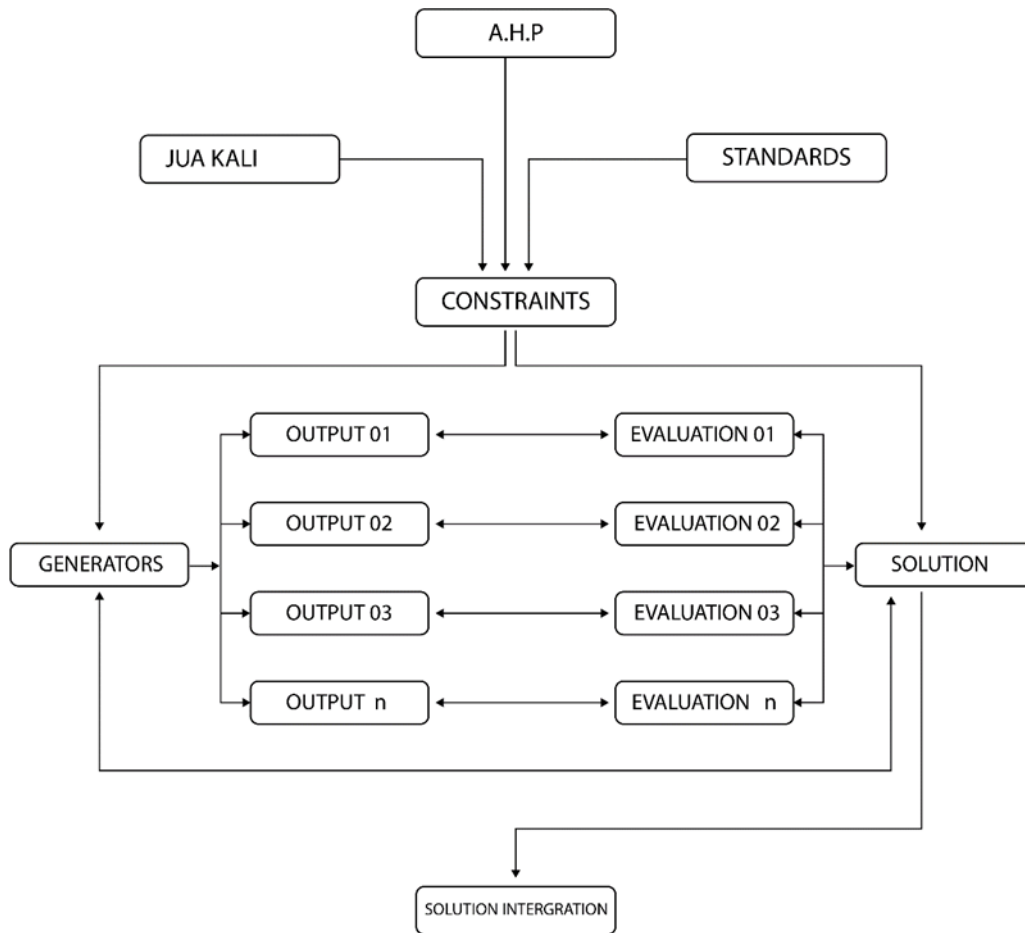 A.H.P
JUA KALI
STANDARDS
CONSTRAINTS
OUTPUT 01
EVALUATION 01
OUTPUT 02
EVALUATION 02
GENERATORS
SOLUTION
OUTPUT 03
EVALUATION 03
OUTPUT n
EVALUATION n
SOLUTION INTERGRATION